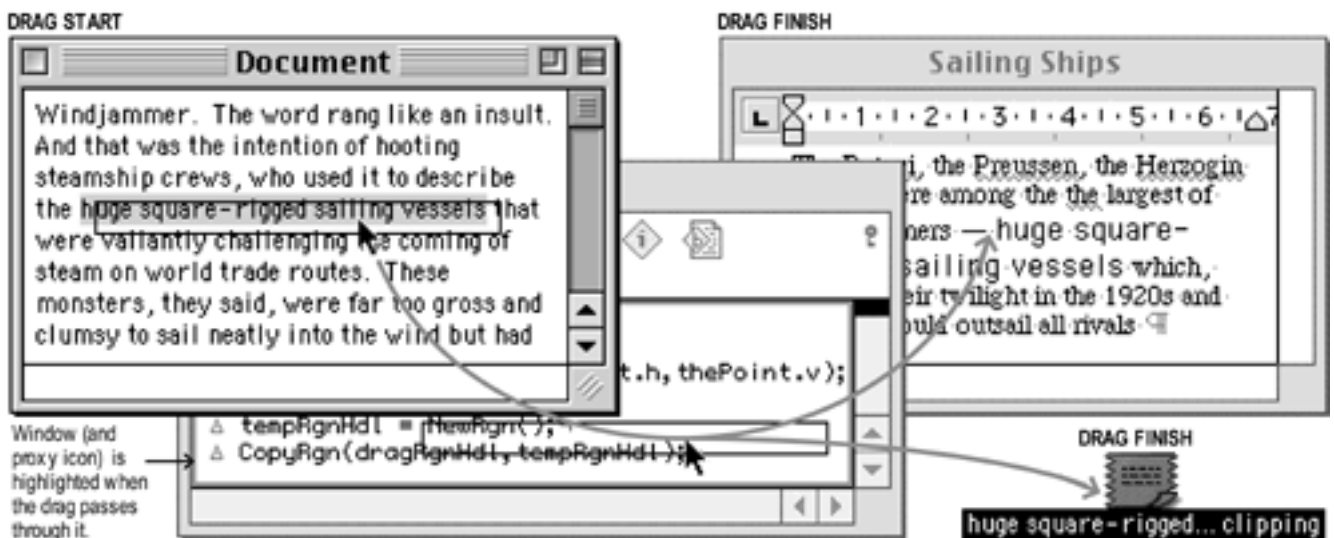 DRAG START
Document
Windjammer. The word rang like an insult.
And that was the intention of hooting
steamship crews, who used it to describe
the huge square-rigged sailing vessels that
were valiantly challenging the coming of
steam on world trade routes. These
monsters, they said, were far too gross and
clumsy to sail neatly into the wind but had
t.h,thePoint.v);
tempRgnHdl = NewRgn();
CopyRgn(dragRgnHdl,tempRgnHdl);
Window (and
proxy icon) is
highlighted when
the drag passes
through it.
DRAG FINISH
Sailing Ships
1 2 3 4 5 6 7
i, the Preussen, the Herzogin
re among the the largest of
mers — huge square-
sailing vessels which,
eir twilight in the 1920s and
ould outsail all rivals ¶
DRAG FINISH
huge square-rigged... clipping